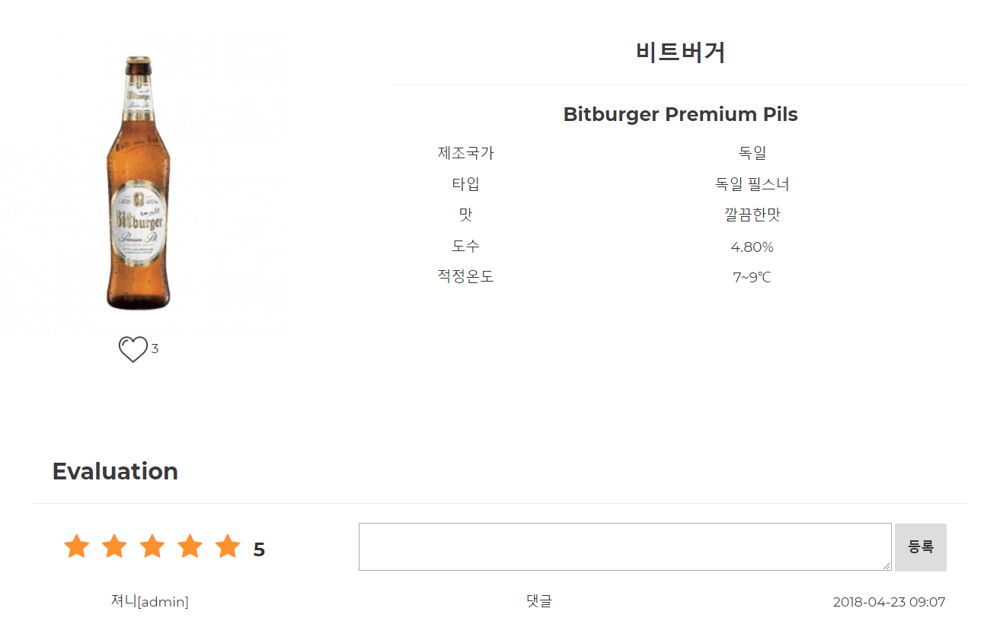 비트버거
Bitburger Premium Pils
제조국가 독일
타입 독일 필스너
맛 깔끔한맛
도수 4.80%
적정온도 7~9℃
Bitburger
Premium Pils
3
Evaluation
5
등록
져니[admin] 댓글 2018-04-23 09:07